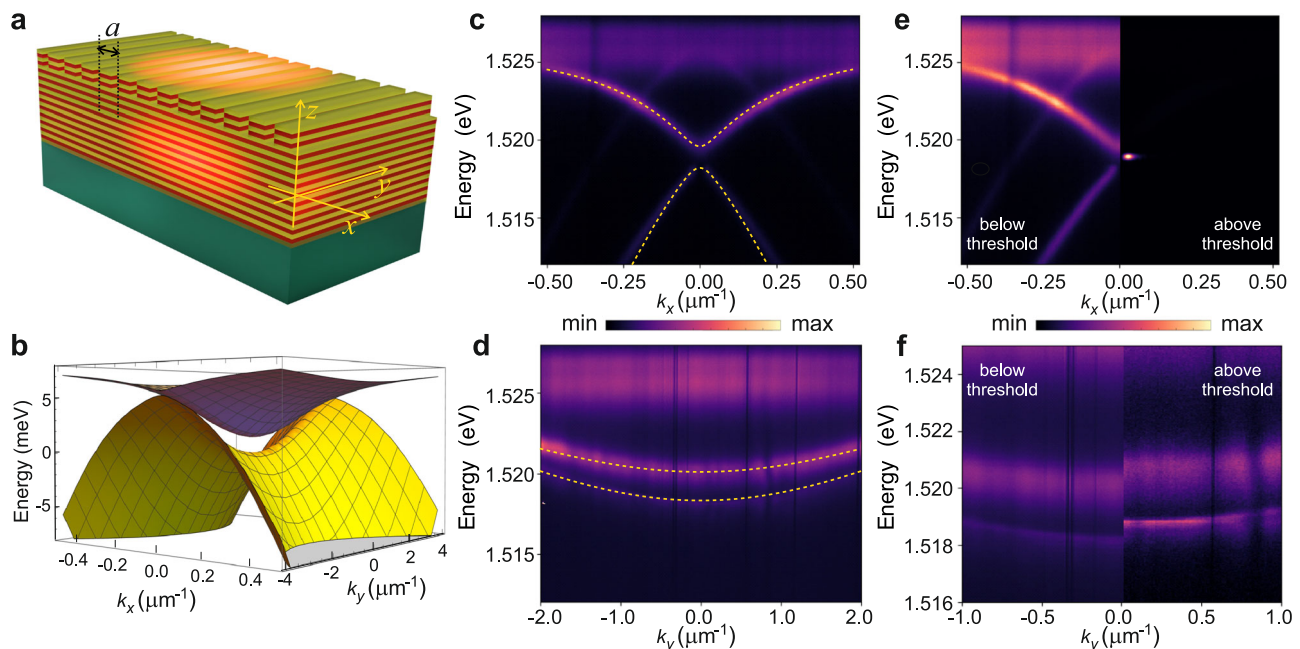 a
a
z
y
x
b
Energy (meV)
5
0
-5
-0.4
-0.2
0.0
0.2
0.4
kₓ (μm⁻¹)
-4
-2
0
2
4
k_y (μm⁻¹)
c
Energy (eV)
1.525
1.520
1.515
-0.50 -0.25 0.00 0.25 0.50
kₓ (μm⁻¹)
min max
d
Energy (eV)
1.525
1.520
1.515
-2.0 -1.0 0.0 1.0 2.0
k_y (μm⁻¹)
e
Energy (eV)
1.525
1.520
1.515
below
threshold
above
threshold
-0.50 -0.25 0.00 0.25 0.50
kₓ (μm⁻¹)
min max
f
Energy (eV)
1.524
1.522
1.520
1.518
1.516
below
threshold
above
threshold
-1.0 -0.5 0.0 0.5 1.0
k_y (μm⁻¹)